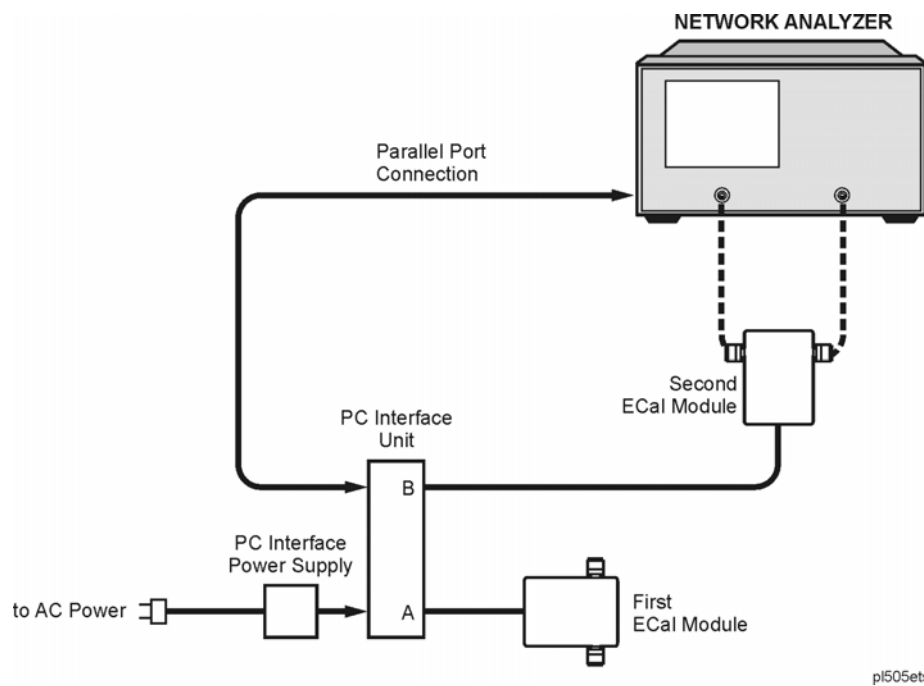 NETWORK ANALYZER
Parallel Port
Connection
Second
ECal Module
PC Interface
Unit
B
PC Interface
Power Supply
to AC Power
A
First
ECal Module
pl505ets